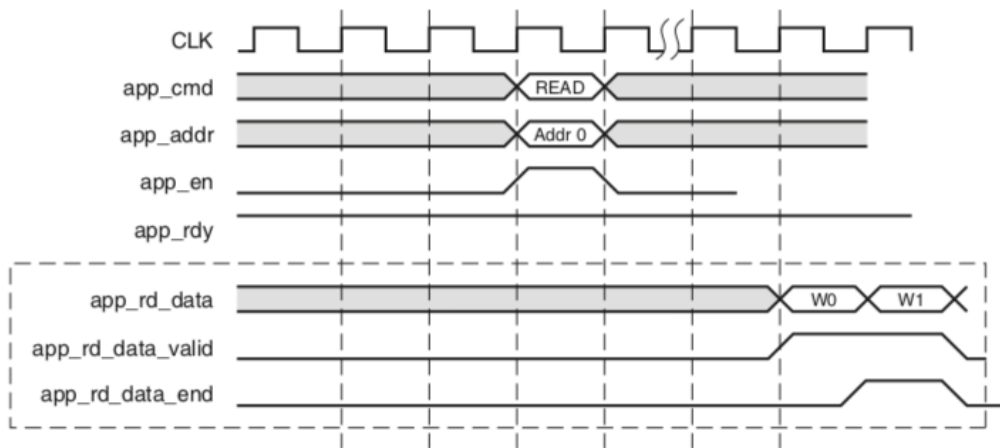 CLK
app_cmd READ
app_addr Addr 0
app_en
app_rdy
app_rd_data W0 W1
app_rd_data_valid
app_rd_data_end